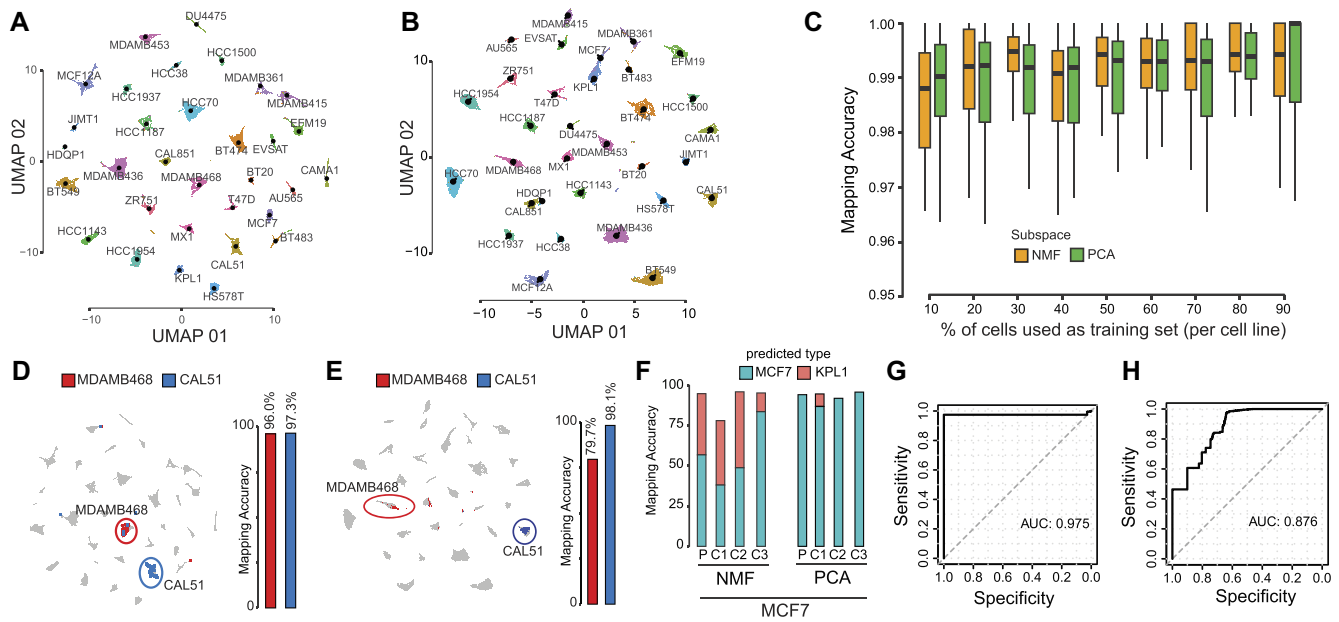 A
DU4475
MDAMB453
HCC1500
HCC38
MCF12A
MDAMB361
HCC1937
HCC70
MDAMB415
JIMT1
HCC1187
EFM19
HDQP1
CAL851
BT474
EVSAT
MDAMB436
MDAMB468
BT20
CAMA1
BT549
AU565
ZR751
T47D
MCF7
HCC1143
MX1
BT483
HCC1954
CAL51
KPL1
HS578T
10
0
−10
UMAP 02
−10 0 10
UMAP 01
B
MDAMB415
EVSAT
MDAMB361
AU565
MCF7
EFM19
ZR751
BT483
HCC1954
KPL1
T47D
HCC1500
HCC1187
BT474
DU4475
CAMA1
MDAMB453
JIMT1
MDAMB468
MX1
BT20
HCC70
HDQP1
HCC1143
CAL51
CAL851
HS578T
HCC1937
HCC38
MDAMB436
MCF12A
BT549
10
0
−10
UMAP 02
−10 −5 0 5 10
UMAP 01
C
1.00
0.99
0.98
0.97
0.96
0.95
Mapping Accuracy
Subspace
NMF PCA
10 20 30 40 50 60 70 80 90
% of cells used as training set (per cell line)
D
MDAMB468 CAL51
MDAMB468
CAL51
96.0%
97.3%
100
0
Mapping Accuracy
E
MDAMB468 CAL51
MDAMB468
CAL51
79.7%
98.1%
100
0
Mapping Accuracy
F
predicted type
MCF7 KPL1
100
75
50
25
0
Mapping Accuracy
P C1 C2 C3 P C1 C2 C3
NMF PCA
MCF7
G
1.0
0.8
0.6
0.4
0.2
0.0
Sensitivity
AUC: 0.975
1.0 0.8 0.6 0.4 0.2 0.0
Specificity
H
1.0
0.8
0.6
0.4
0.2
0.0
Sensitivity
AUC: 0.876
1.0 0.8 0.6 0.4 0.2 0.0
Specificity